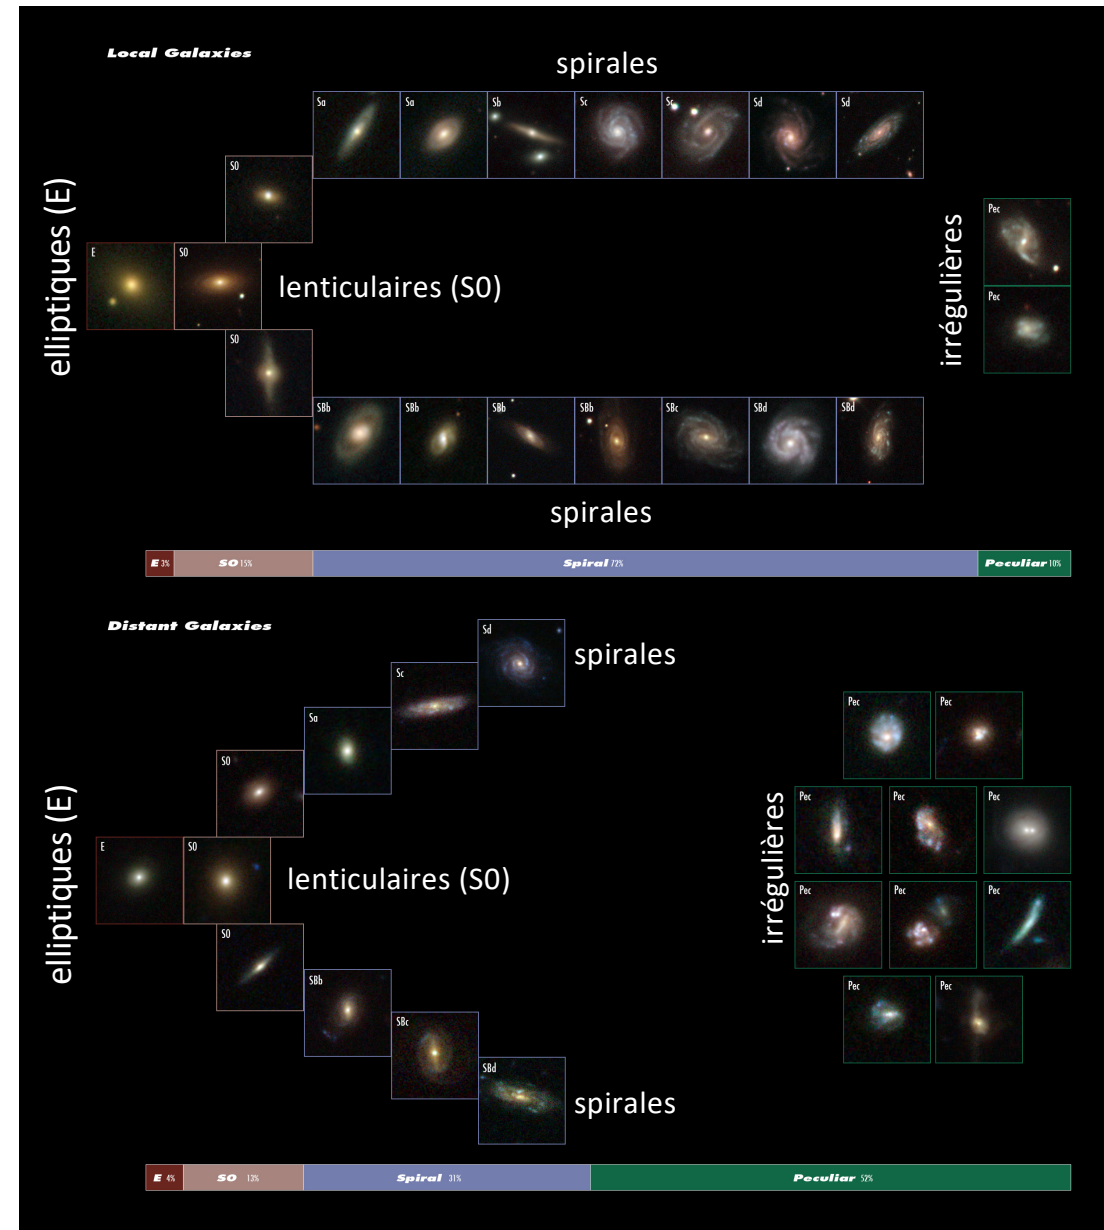 Local Galaxies
spirales
Sa Sa Sb Sc Sc Sd Sd
S0
elliptiques (E)
E S0
lenticulaires (S0)
irrégulières
Pec
Pec
S0
SBb SBb SBb SBb SBc SBd SBd
spirales
E 3% S0 15% Spiral 72% Peculiar 10%
Distant Galaxies
Sd
spirales
Sc
Sa
S0
Pec Pec
elliptiques (E)
E S0
lenticulaires (S0)
irrégulières
Pec Pec Pec
Pec Pec Pec
Pec Pec
S0
SBb
SBc
SBd
spirales
E 4% S0 13% Spiral 31% Peculiar 52%